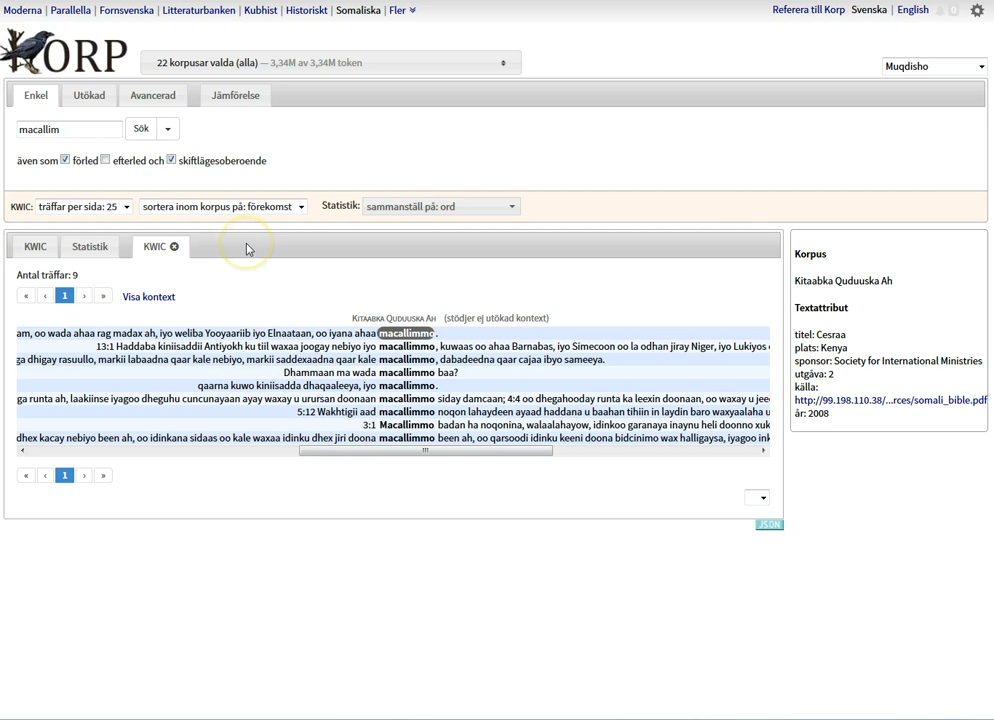 Moderna | Parallella | Fornsvenska | Litteraturbanken | Kubhist | Historiskt | Somaliska | Fler
Referera till Korp Svenska | English 0
KORP
22 korpusar valda (alla) — 3,34M av 3,34M token
Muqdisho
Enkel Utökad Avancerad Jämförelse
macallim Sök
även som förled efterled och skiftlägesoberoende
KWIC: träffar per sida: 25 sortera inom korpus på: förekomst Statistik: sammanställ på: ord
KWIC Statistik KWIC
Antal träffar: 9
« ‹ 1 › » Visa kontext
Kitaabka Quduuska Ah (stödjer ej utökad kontext)
am, oo wada ahaa rag madax ah, iyo weliba Yooyaariib iyo Elnaataan, oo iyana ahaa macallimmo.
13:1 Haddaba kiniisaddii Antiyokh ku tiil waxaa joogay nebiyo iyo macallimmo, kuwaas oo ahaa Barnabas, iyo Simecoon oo la odhan jiray Niger, iyo Lukiyos
ga dhigay rasuullo, markii labaadna qaar kale nebiyo, markii saddexaadna qaar kale macallimmo, dabadeedna qaar cajaa ibyo sameeya.
Dhammaan ma wada macallimmo baa?
qaarna kuwo kiniisadda dhaqaaleeya, iyo macallimmo.
ga runta ah, laakiinse iyagoo dheguhu cuncunayaan ayay waxay u urursan doonaan macallimmo siday damcaan; 4:4 oo dhegahooday runta ka leexin doonaan, oo waxay u
5:12 Wakhtigii aad macallimmo noqon lahaydeen ayaad haddana u baahan tihiin in laydin baro waxyaalaha
3:1 Macallimmo badan ha noqonina, walaalahayow, idinkoo garanaya inaynu heli doonno xuk
dhex kacay nebiyo been ah, oo idinkana sidaas oo kale waxaa idinku dhex jiri doona macallimmo been ah, oo qarsoodi idinku keeni doona bidcinimo wax halligaysa, iyagoo ink
« ‹ 1 › »
JSON
Korpus
Kitaabka Quduuska Ah
Textattribut
titel: Cesraa
plats: Kenya
sponsor: Society for International Ministries
utgåva: 2
källa:
http://99.198.110.38/...rces/somali_bible.pdf
år: 2008